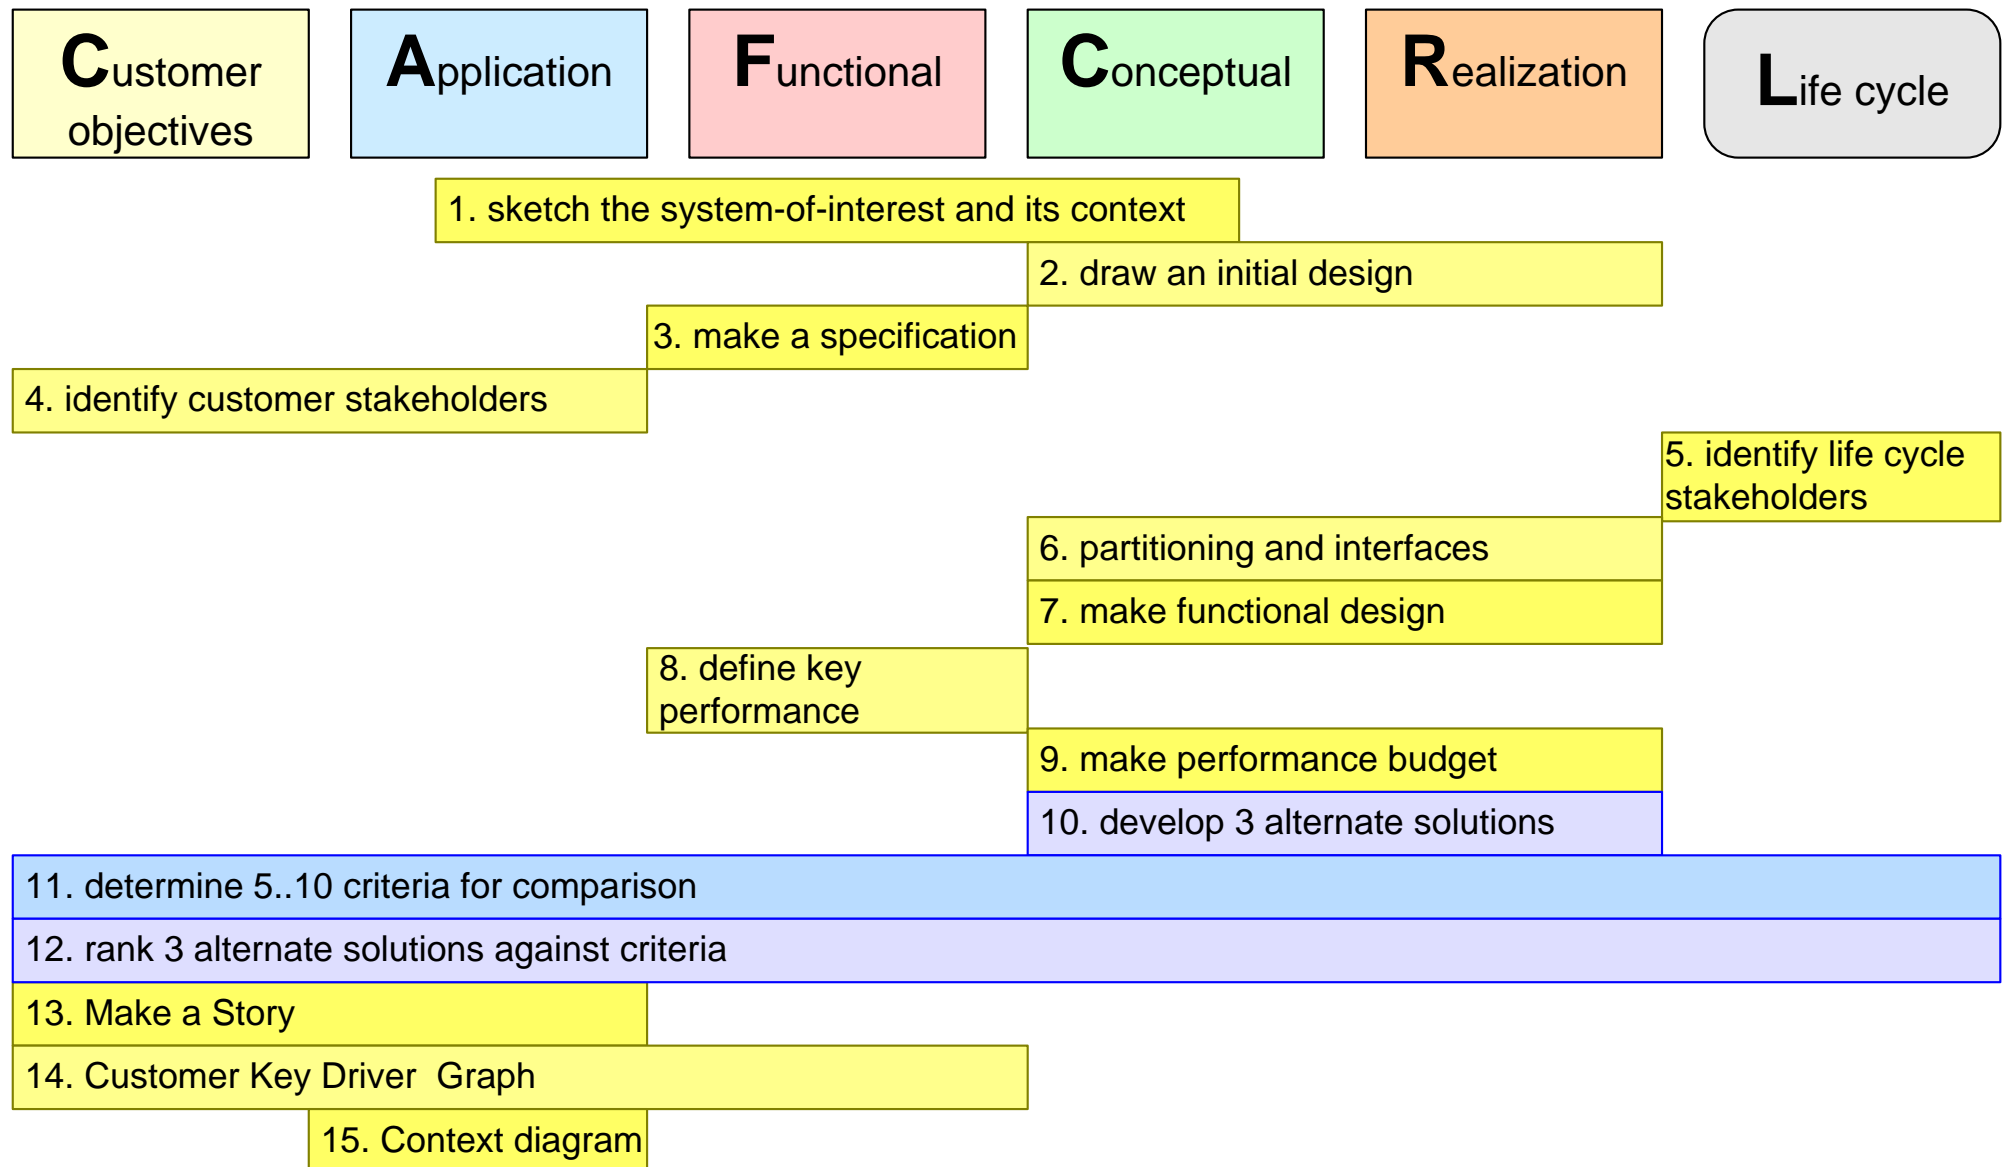 Customer
objectives
Application
Functional
Conceptual
Realization
Life cycle
1. sketch the system-of-interest and its context
2. draw an initial design
3. make a specification
4. identify customer stakeholders
5. identify life cycle
stakeholders
6. partitioning and interfaces
7. make functional design
8. define key
performance
9. make performance budget
10. develop 3 alternate solutions
11. determine 5..10 criteria for comparison
12. rank 3 alternate solutions against criteria
13. Make a Story
14. Customer Key Driver  Graph
15. Context diagram